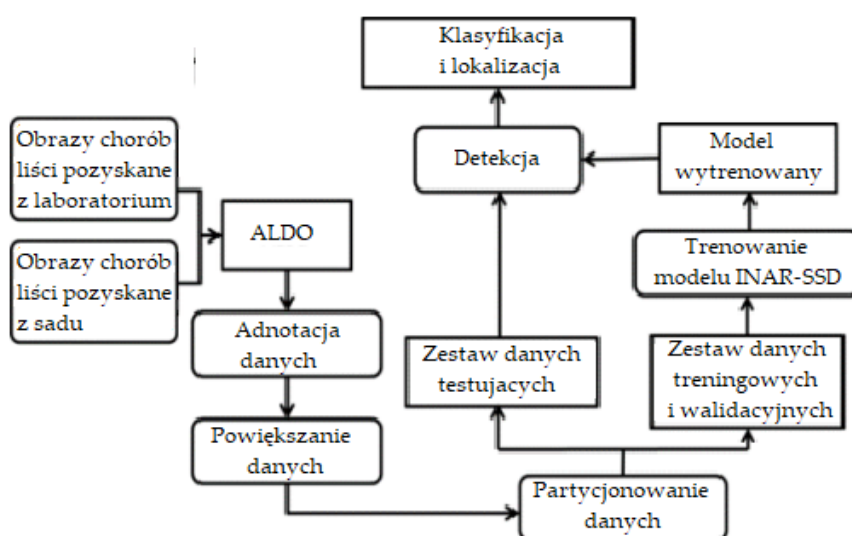 Klasyfikacja
i lokalizacja
Obrazy chorób
liści pozyskane
z laboratorium
Detekcja
Model
wytrenowany
ALDO
Obrazy chorób
liści pozyskane
z sadu
Trenowanie
modelu INAR-SSD
Adnotacja
danych
Zestaw danych
testujacych
Zestaw danych
treningowych
i walidacyjnych
Powiększanie
danych
Partycjonowanie
danych